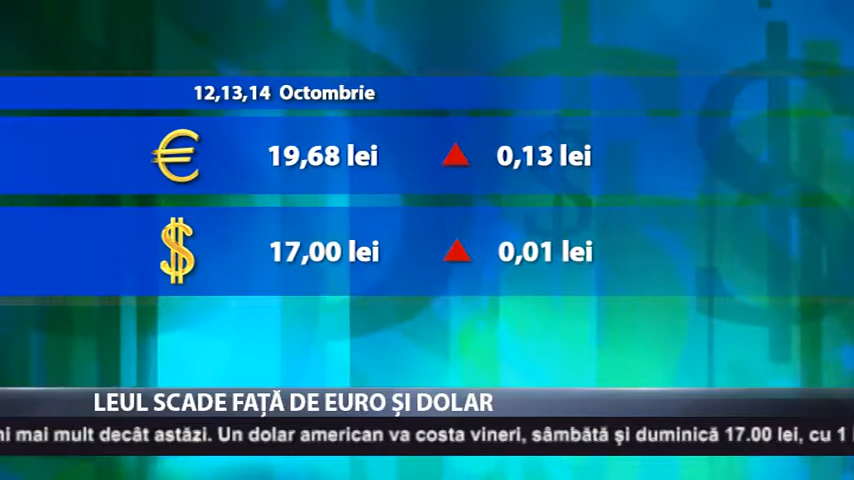 12,13,14 Octombrie
€ 19,68 lei ▲ 0,13 lei
$ 17,00 lei ▲ 0,01 lei
LEUL SCADE FAȚĂ DE EURO ȘI DOLAR
mai mult decât astăzi. Un dolar american va costa vineri, sâmbătă și duminică 17.00 lei, cu 1